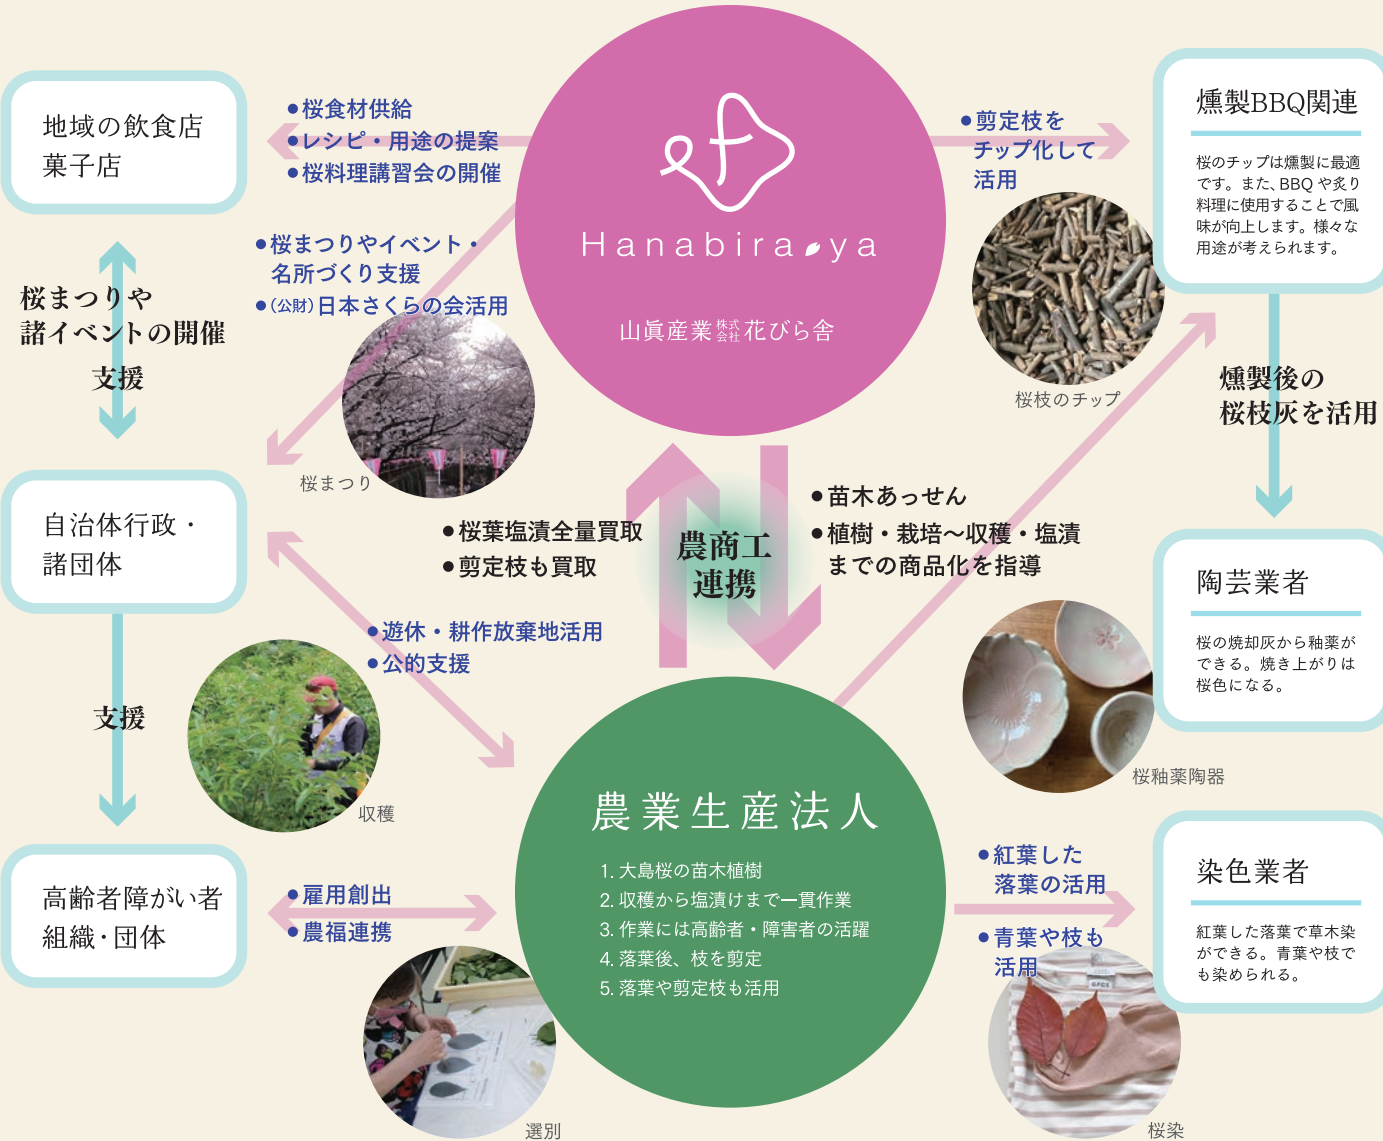 地域の飲食店
菓子店
●桜食材供給
●レシピ・用途の提案
●桜料理講習会の開催
Hanabira ya
山眞産業株式会社花びら舎
●剪定枝を
チップ化して
活用
燻製BBQ関連
桜のチップは燻製に最適
です。また、BBQ や炙り
料理に使用することで風
味が向上します。様々な
用途が考えられます。
●桜まつりやイベント・
名所づくり支援
●(公財)日本さくらの会活用
桜まつりや
諸イベントの開催
支援
桜まつり
桜枝のチップ
燻製後の
桜枝灰を活用
自治体行政・
諸団体
●桜葉塩漬全量買取
●剪定枝も買取
農商工
連携
●苗木あっせん
●植樹・栽培〜収穫・塩漬
までの商品化を指導
陶芸業者
桜の焼却灰から釉薬が
できる。焼き上がりは
桜色になる。
●遊休・耕作放棄地活用
●公的支援
支援
収穫
桜釉薬陶器
農業生産法人
1. 大島桜の苗木植樹
2. 収穫から塩漬けまで一貫作業
3. 作業には高齢者・障害者の活躍
4. 落葉後、枝を剪定
5. 落葉や剪定枝も活用
高齢者障がい者
組織・団体
●雇用創出
●農福連携
選別
●紅葉した
落葉の活用
●青葉や枝も
活用
染色業者
紅葉した落葉で草木染
ができる。青葉や枝で
も染められる。
桜染